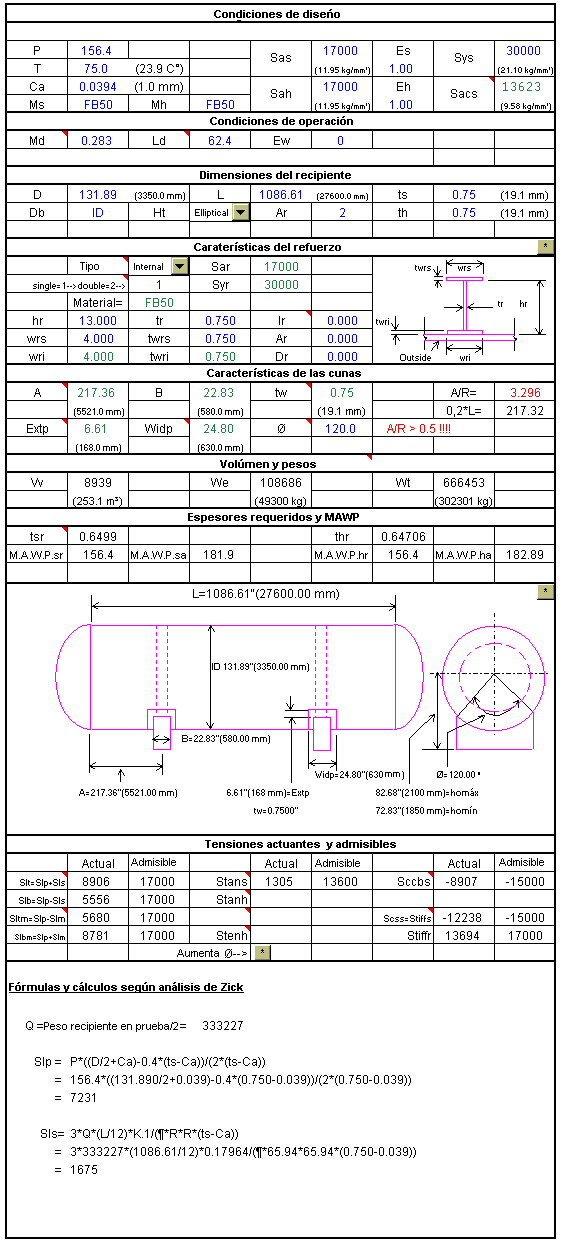 Condiciones de diseño
P 156.4 Sas 17000 Es Sys 30000
T 75.0 (23.9 C°) (11.95 kg/mm²) 1.00 (21.10 kg/mm²)
Ca 0.0394 (1.0 mm) Sah 17000 Eh Sacs 13623
Ms FB50 Mh FB50 (11.95 kg/mm²) 1.00 (9.58 kg/mm²)
Condiciones de operación
Md 0.283 Ld 62.4 Ew 0
Dimensiones del recipiente
D 131.89 (3350.0 mm) L 1086.61 (27600.0 mm) ts 0.75 (19.1 mm)
Db ID Ht Elliptical Ar 2 th 0.75 (19.1 mm)
Caraterísticas del refuerzo *
Tipo Internal Sar 17000
single=1-->double=2--> 1 Syr 30000
Material= FB50
hr 13.000 tr 0.750 Ir 0.000
wrs 4.000 twrs 0.750 Ar 0.000
wri 4.000 twri 0.750 Dr 0.000
twrs wrs
tr hr
twri
Outside wri
Características de las cunas
A 217.36 B 22.83 tw 0.75 A/R= 3.296
(5521.0 mm) (580.0 mm) (19.1 mm) 0,2*L= 217.32
Extp 6.61 Widp 24.80 Ø 120.0 A/R > 0.5 !!!!
(168.0 mm) (630.0 mm)
Volúmen y pesos
Vv 8939 We 108686 Wt 666453
(253.1 m³) (49300 kg) (302301 kg)
Espesores requeridos y MAWP
tsr 0.6499 thr 0.64706
M.A.W.P.sr 156.4 M.A.W.P.sa 181.9 M.A.W.P.hr 156.4 M.A.W.P.ha 182.89
L=1086.61"(27600.00 mm) *
ID 131.89"(3350.00 mm)
B=22.83"(580.00 mm)
Widp=24.80"(630 mm) Ø=120.00 °
A=217.36"(5521.00 mm) 6.61"(168 mm)=Extp 82.68"(2100 mm)=homáx
tw=0.7500" 72.83"(1850 mm)=homín
Tensiones actuantes y admisibles
Actual Admisible Actual Admisible Actual Admisible
Slt=Slp+Sls 8906 17000 Stans 1305 13600 Sccbs -8907 -15000
Slb=Slp-Sls 5556 17000 Stanh
Sltm=Slp-Slm 5680 17000 Scss=Stiffs -12238 -15000
Slbm=Slp+Slm 8781 17000 Stenh Stiffr 13694 17000
Aumenta Ø--> *
Fórmulas y cálculos según análisis de Zick
Q =Peso recipiente en prueba/2= 333227
Slp = P*((D/2+Ca)-0.4*(ts-Ca))/(2*(ts-Ca))
= 156.4*((131.890/2+0.039)-0.4*(0.750-0.039))/(2*(0.750-0.039))
= 7231
Sls= 3*Q*(L/12)*K.1/(¶*R*R*(ts-Ca))
= 3*333227*(1086.61/12)*0.17964/(¶*65.94*65.94*(0.750-0.039))
= 1675